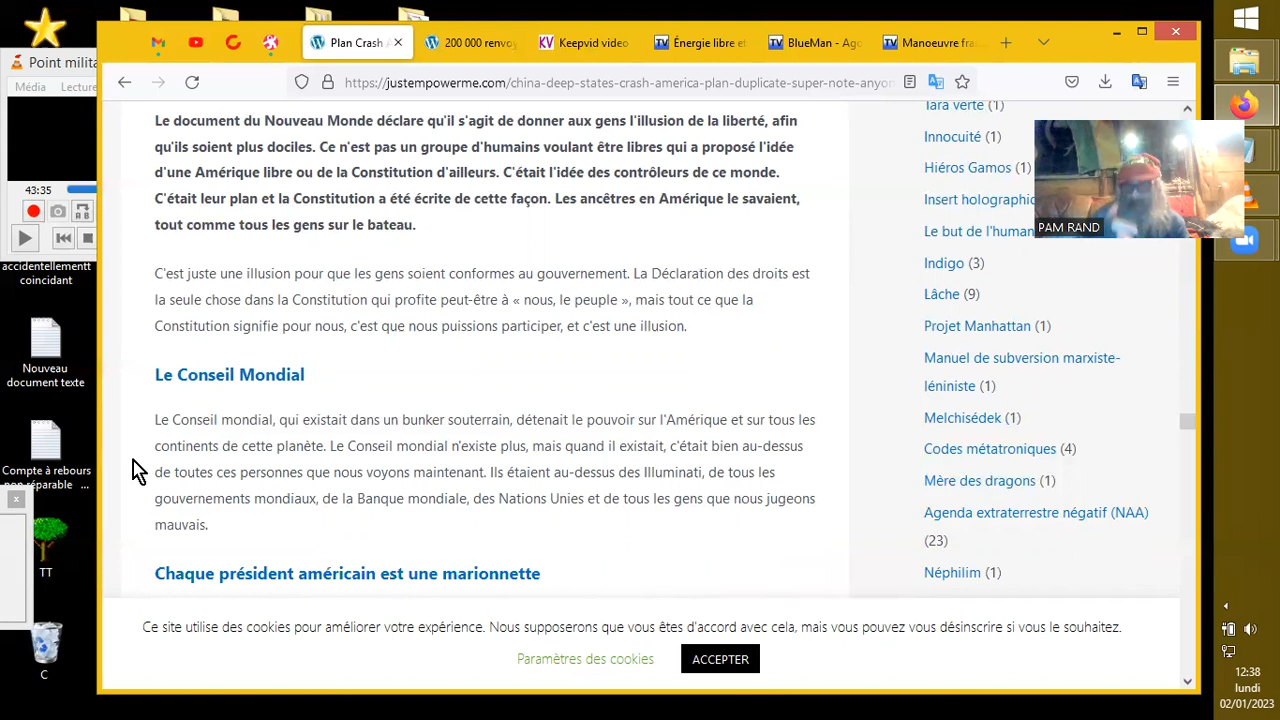 Point milita
Média Lecture
43:35
accidentellementt
coincidant
Nouveau
document texte
Compte à rebours
non réparable ...
TT
C
Plan Crash A
200 000 renvoy
KV Keepvid video
TV Énergie libre et
TV BlueMan - Ago
TV Manoeuvre fra
https://justempowerme.com/china-deep-states-crash-america-plan-duplicate-super-note-anyon
Le document du Nouveau Monde déclare qu'il s'agit de donner aux gens l'illusion de la liberté, afin
qu'ils soient plus dociles. Ce n'est pas un groupe d'humains voulant être libres qui a proposé l'idée
d'une Amérique libre ou de la Constitution d'ailleurs. C'était l'idée des contrôleurs de ce monde.
C'était leur plan et la Constitution a été écrite de cette façon. Les ancêtres en Amérique le savaient,
tout comme tous les gens sur le bateau.
C'est juste une illusion pour que les gens soient conformes au gouvernement. La Déclaration des droits est
la seule chose dans la Constitution qui profite peut-être à « nous, le peuple », mais tout ce que la
Constitution signifie pour nous, c'est que nous puissions participer, et c'est une illusion.
Le Conseil Mondial
Le Conseil mondial, qui existait dans un bunker souterrain, détenait le pouvoir sur l'Amérique et sur tous les
continents de cette planète. Le Conseil mondial n'existe plus, mais quand il existait, c'était bien au-dessus
de toutes ces personnes que nous voyons maintenant. Ils étaient au-dessus des Illuminati, de tous les
gouvernements mondiaux, de la Banque mondiale, des Nations Unies et de tous les gens que nous jugeons
mauvais.
Chaque président américain est une marionnette
Tara verte (1)
Innocuité (1)
Hiéros Gamos (1)
Insert holographic
Le but de l'human
Indigo (3)
Lâche (9)
Projet Manhattan (1)
Manuel de subversion marxiste-
léniniste (1)
Melchisédek (1)
Codes métatroniques (4)
Mère des dragons (1)
Agenda extraterrestre négatif (NAA)
(23)
Néphilim (1)
PAM RAND
Ce site utilise des cookies pour améliorer votre expérience. Nous supposerons que vous êtes d'accord avec cela, mais vous pouvez vous désinscrire si vous le souhaitez.
Paramètres des cookies
ACCEPTER
12:38
lundi
02/01/2023